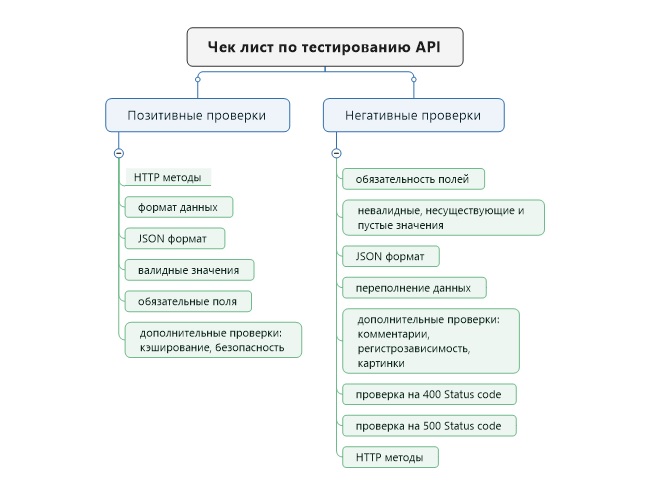 Чек лист по тестированию API
Позитивные проверки
HTTP методы
формат данных
JSON формат
валидные значения
обязательные поля
дополнительные проверки:
кэширование, безопасность
Негативные проверки
обязательность полей
невалидные, несуществующие и
пустые значения
JSON формат
переполнение данных
дополнительные проверки:
комментарии,
регистрозависимость,
картинки
проверка на 400 Status code
проверка на 500 Status code
HTTP методы